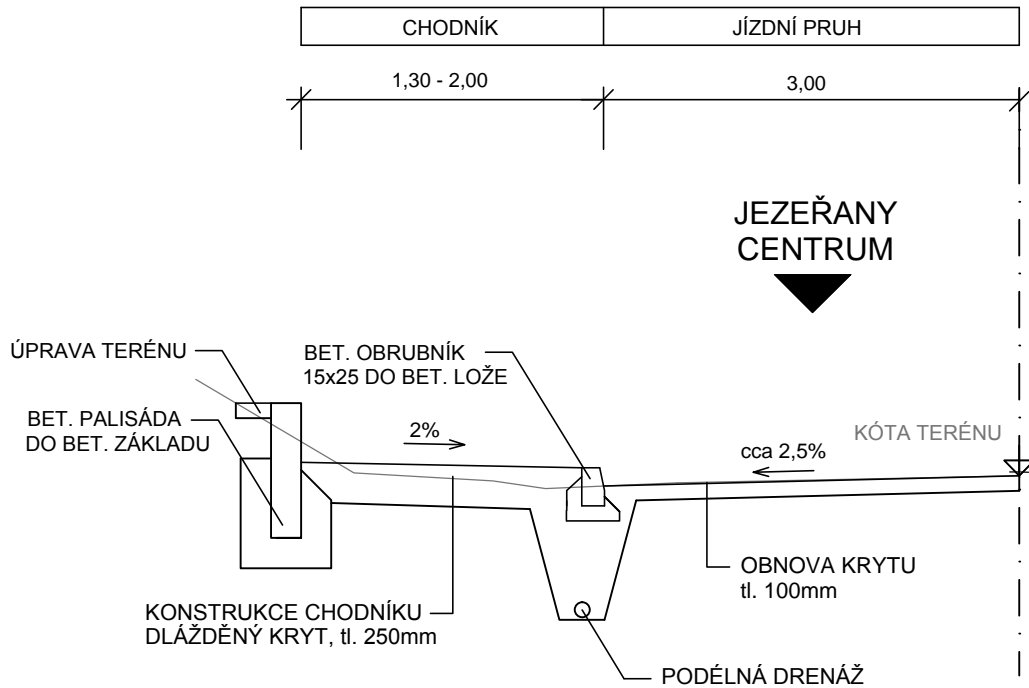 CHODNÍK
JÍZDNÍ PRUH
1,30 - 2,00
3,00
JEZEŘANY
CENTRUM
ÚPRAVA TERÉNU
BET. OBRUBNÍK
15x25 DO BET. LOŽE
BET. PALISÁDA
DO BET. ZÁKLADU
2%
cca 2,5%
KÓTA TERÉNU
OBNOVA KRYTU
tl. 100mm
KONSTRUKCE CHODNÍKU
DLÁŽDĚNÝ KRYT, tl. 250mm
PODÉLNÁ DRENÁŽ